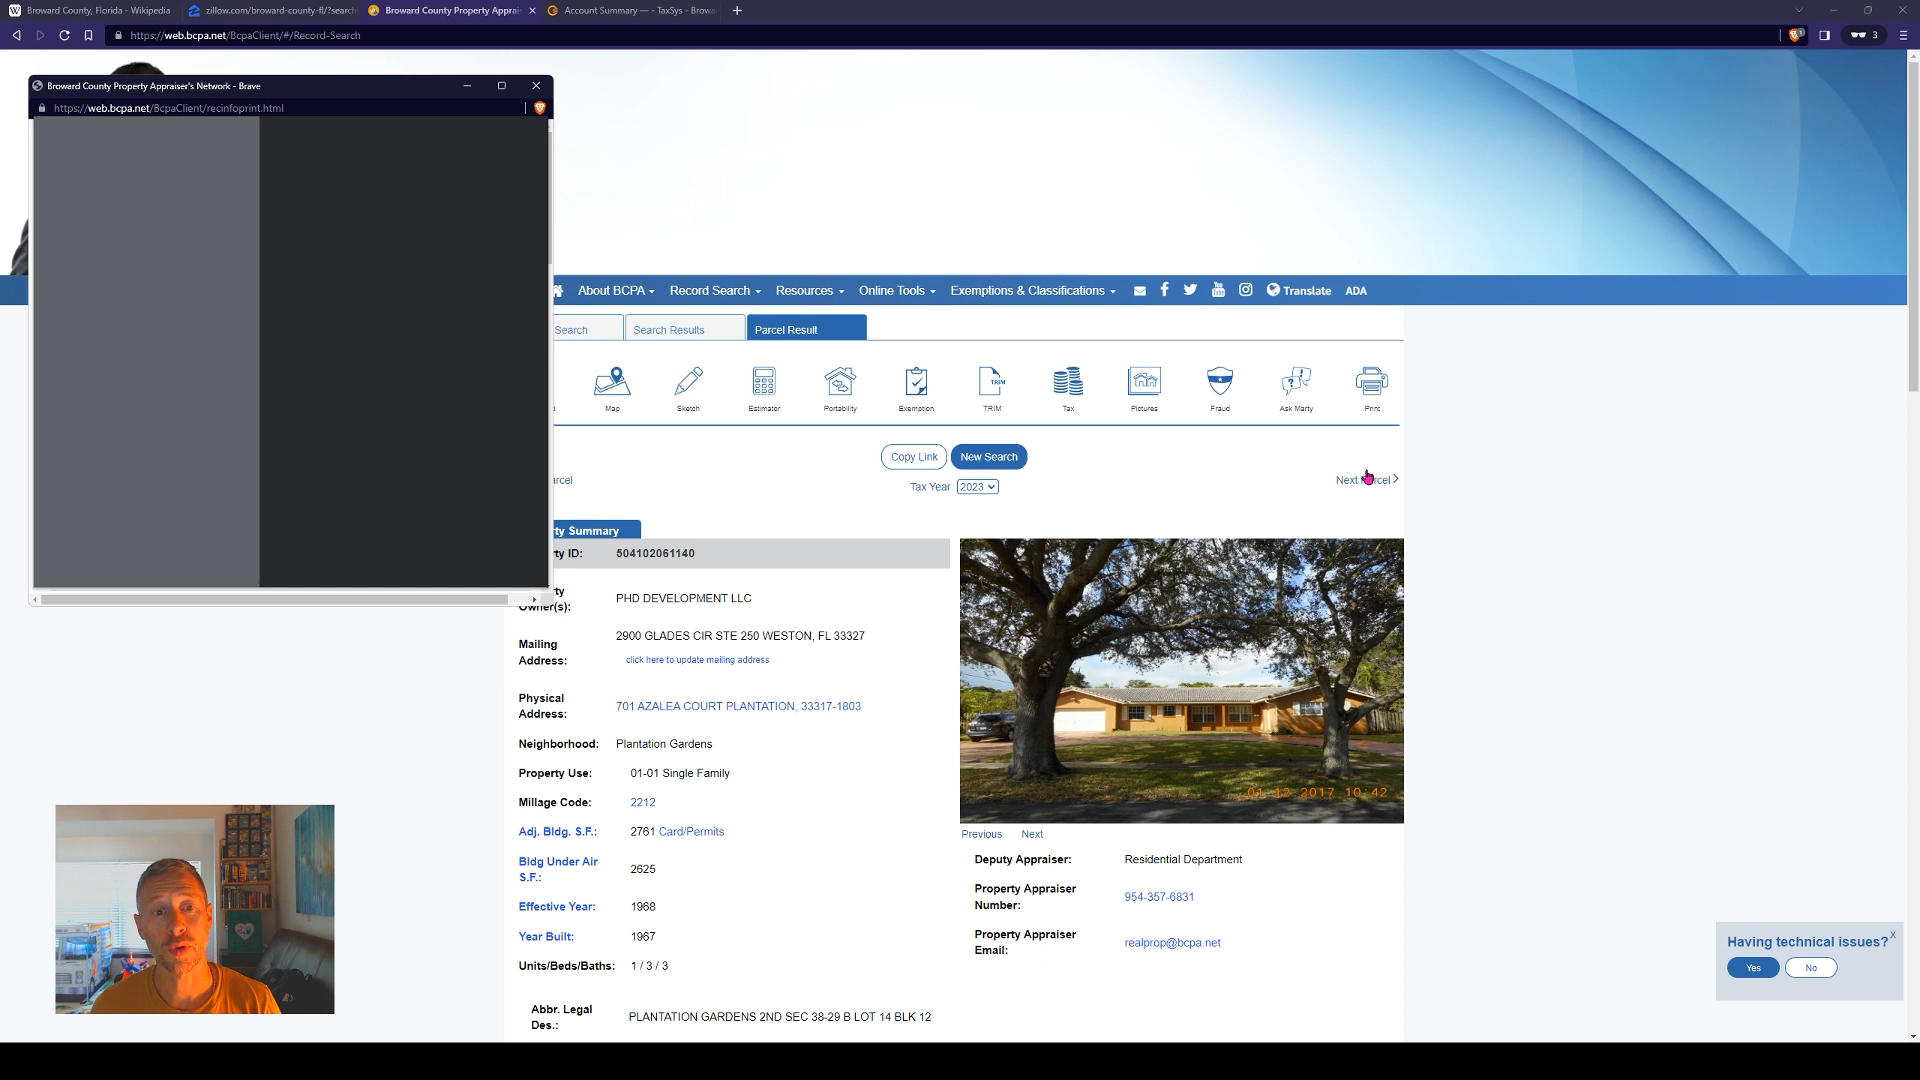 Broward County, Florida - Wikipedia
zillow.com/broward-county-fl/?search
Broward County Property Apprais
Account Summary — - TaxSys - Browa
https://web.bcpa.net/BcpaClient/#/Record-Search
3
Broward County Property Appraiser's Network - Brave
https://web.bcpa.net/BcpaClient/recinfoprint.html
About BCPA
Record Search
Resources
Online Tools
Exemptions & Classifications
Translate
ADA
Search
Search Results
Parcel Result
Map
Sketch
Estimator
Portability
Exemption
TRIM
TRIM
Tax
Pictures
Fraud
Ask Marty
Print
Copy Link
New Search
Tax Year 2023
rcel
Next rcel >
ty Summary
ty ID: 504102061140
ty
Owner(s): PHD DEVELOPMENT LLC
Mailing
Address:
2900 GLADES CIR STE 250 WESTON, FL 33327
click here to update mailing address
Physical
Address:
701 AZALEA COURT PLANTATION, 33317-1803
Neighborhood: Plantation Gardens
Property Use: 01-01 Single Family
Millage Code: 2212
Adj. Bldg. S.F.: 2761 Card/Permits
Bldg Under Air
S.F.:
2625
Effective Year: 1968
Year Built: 1967
Units/Beds/Baths: 1 / 3 / 3
Abbr. Legal
Des.:
PLANTATION GARDENS 2ND SEC 38-29 B LOT 14 BLK 12
01 12 2017 10:42
Previous
Next
Deputy Appraiser: Residential Department
Property Appraiser
Number:
954-357-6831
Property Appraiser
Email:
realprop@bcpa.net
Having technical issues?
X
Yes
No